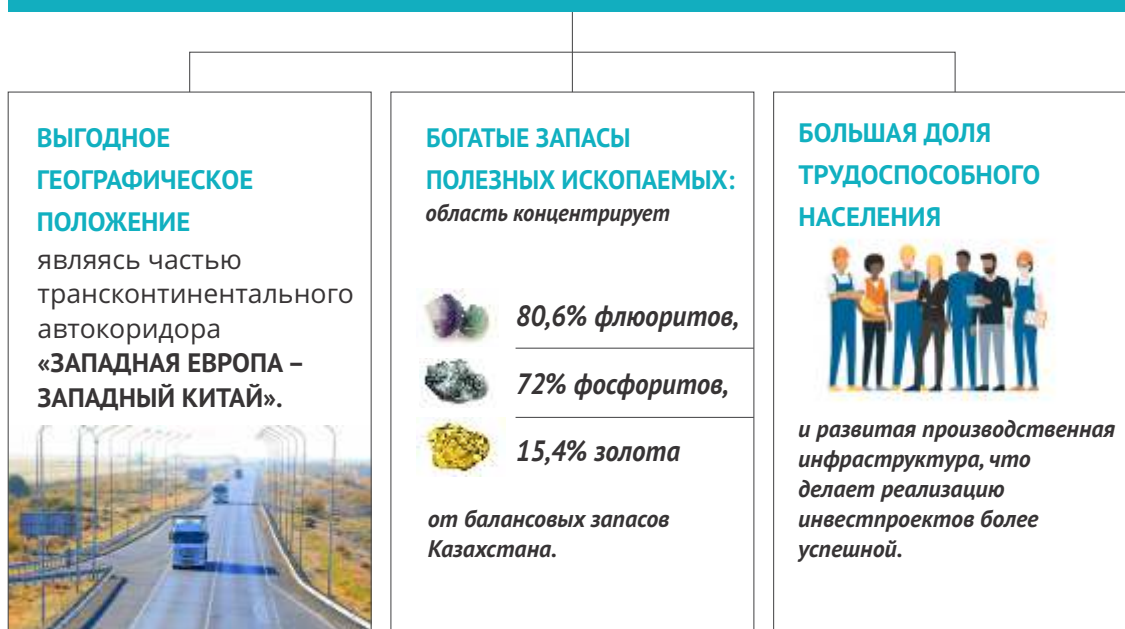 ВЫГОДНОЕ
ГЕОГРАФИЧЕСКОЕ
ПОЛОЖЕНИЕ
являясь частью
трансконтинентального
автокоридора
«ЗАПАДНАЯ ЕВРОПА –
ЗАПАДНЫЙ КИТАЙ».
БОГАТЫЕ ЗАПАСЫ
ПОЛЕЗНЫХ ИСКОПАЕМЫХ:
область концентрирует
80,6% флюоритов,
72% фосфоритов,
15,4% золота
от балансовых запасов
Казахстана.
БОЛЬШАЯ ДОЛЯ
ТРУДОСПОСОБНОГО
НАСЕЛЕНИЯ
и развитая производственная
инфраструктура, что
делает реализацию
инвестпроектов более
успешной.